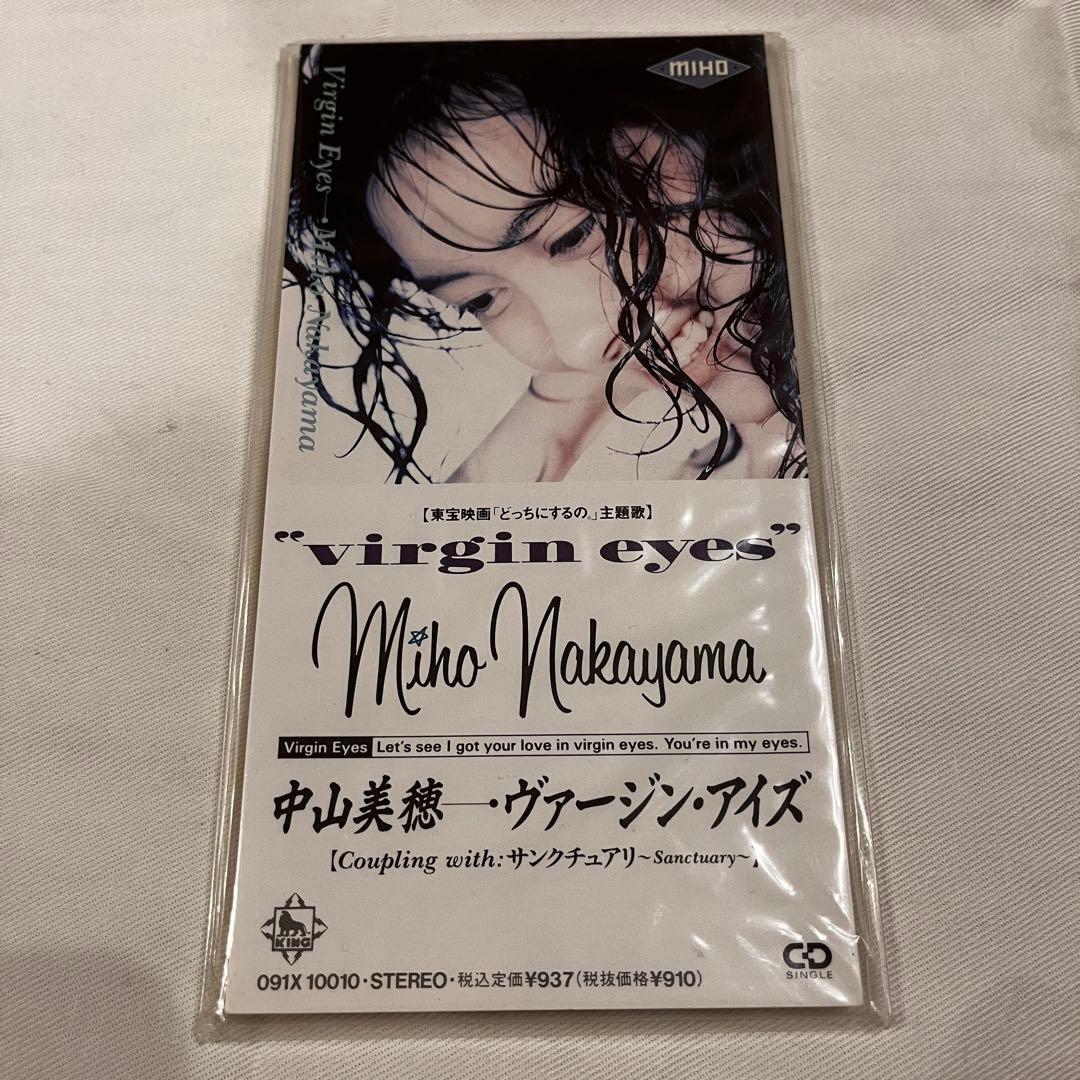 MIHO
Virgin Eyes—•Miho Nakayama
【東宝映画「どっちにするの。」主題歌】
"virgin eyes"
Miho Nakayama
Virgin Eyes Let's see I got your love in virgin eyes. You're in my eyes.
中山美穂—・ヴァージン・アイズ
【Coupling with:サンクチュアリ〜Sanctuary〜】
KING
CD
SINGLE
091X 10010・STEREO・税込定価¥937(税抜価格¥910)